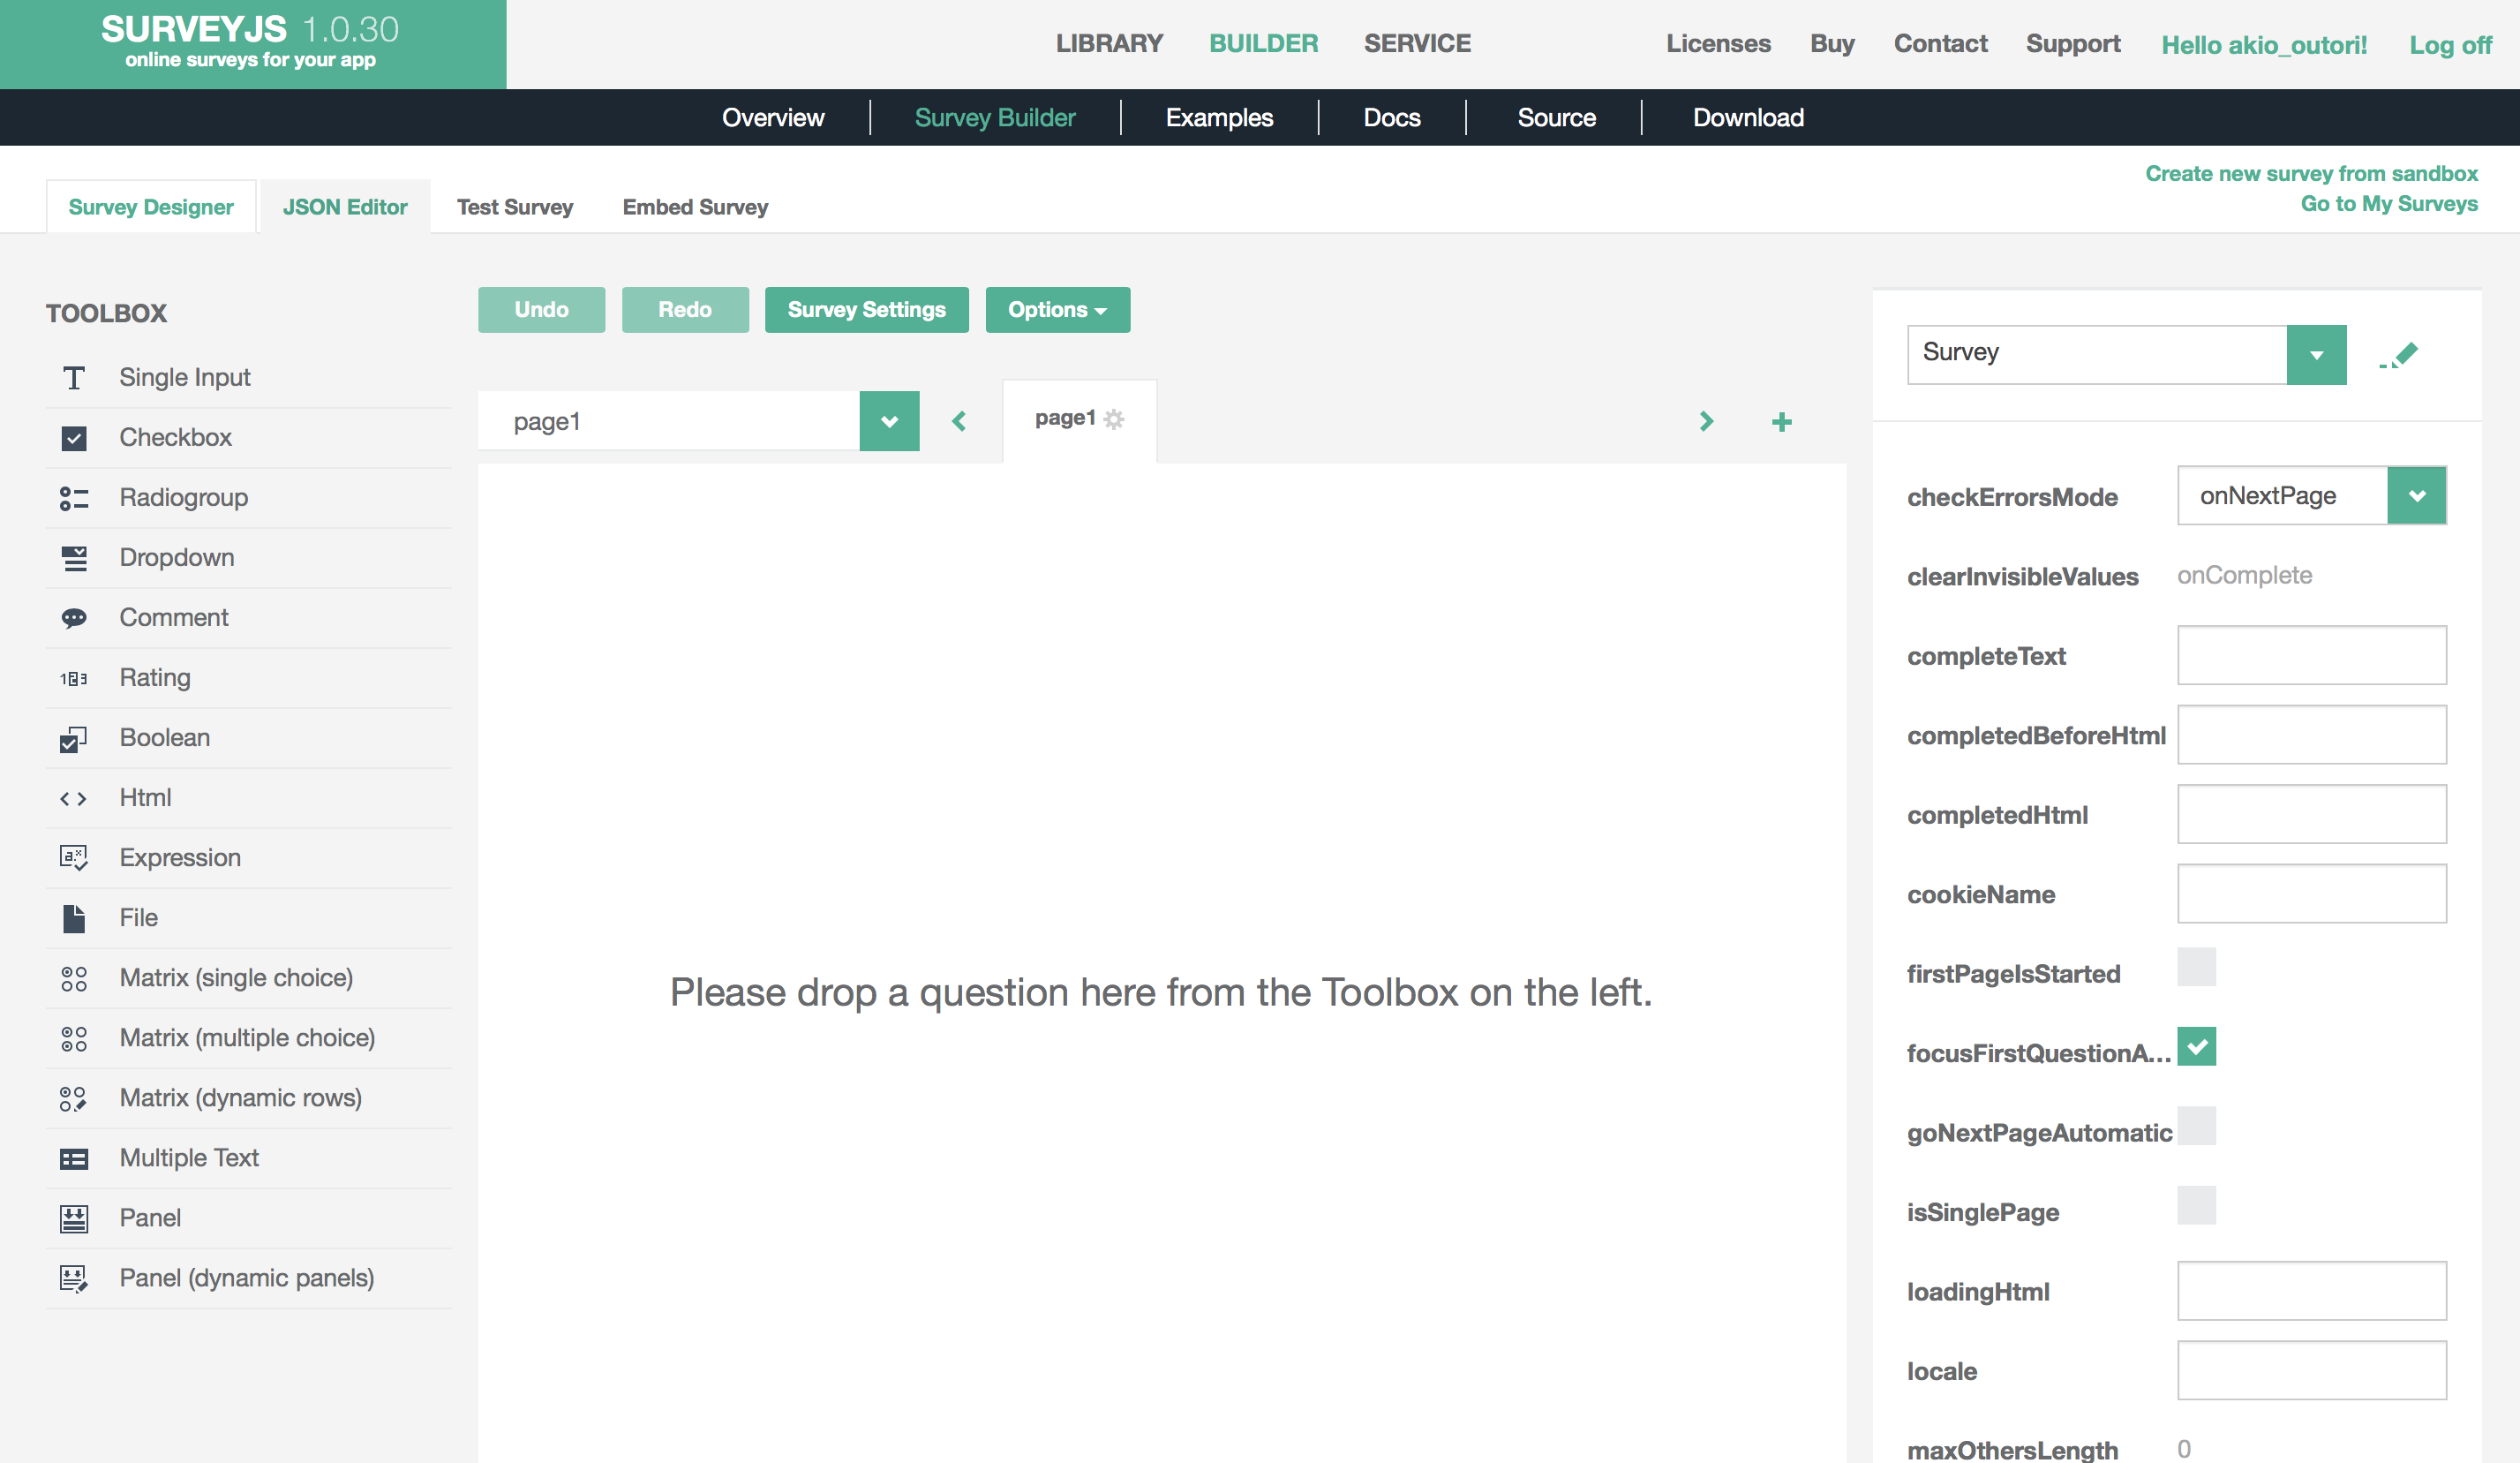 SURVEYJS 1.0.30
online surveys for your app
LIBRARY BUILDER SERVICE
Licenses Buy Contact Support Hello akio_outori! Log off
Overview Survey Builder Examples Docs Source Download
Survey Designer JSON Editor Test Survey Embed Survey
Create new survey from sandbox
Go to My Surveys
TOOLBOX
Single Input
Checkbox
Radiogroup
Dropdown
Comment
Rating
Boolean
Html
Expression
File
Matrix (single choice)
Matrix (multiple choice)
Matrix (dynamic rows)
Multiple Text
Panel
Panel (dynamic panels)
Undo Redo Survey Settings Options
page1 page1
Please drop a question here from the Toolbox on the left.
Survey
checkErrorsMode onNextPage
clearInvisibleValues onComplete
completeText
completedBeforeHtml
completedHtml
cookieName
firstPageIsStarted
focusFirstQuestionA...
goNextPageAutomatic
isSinglePage
loadingHtml
locale
maxOthersLength 0